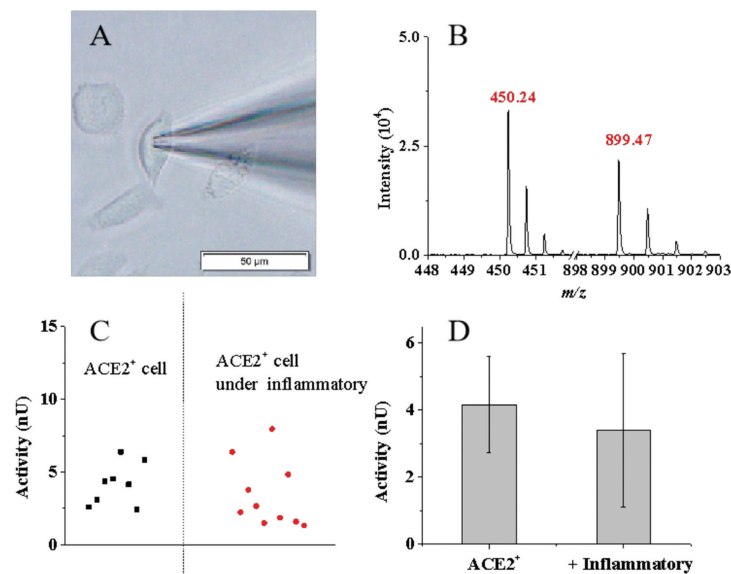 A
50 µm
B
5.0
2.5
0.0
Intensity (10⁴)
450.24
899.47
448 449 450 451 898 899 900 901 902 903
m/z
C
15
10
5
0
Activity (nU)
ACE2⁺ cell
ACE2⁺ cell
under inflammatory
D
6
4
2
0
Activity (nU)
ACE2⁺ + Inflammatory